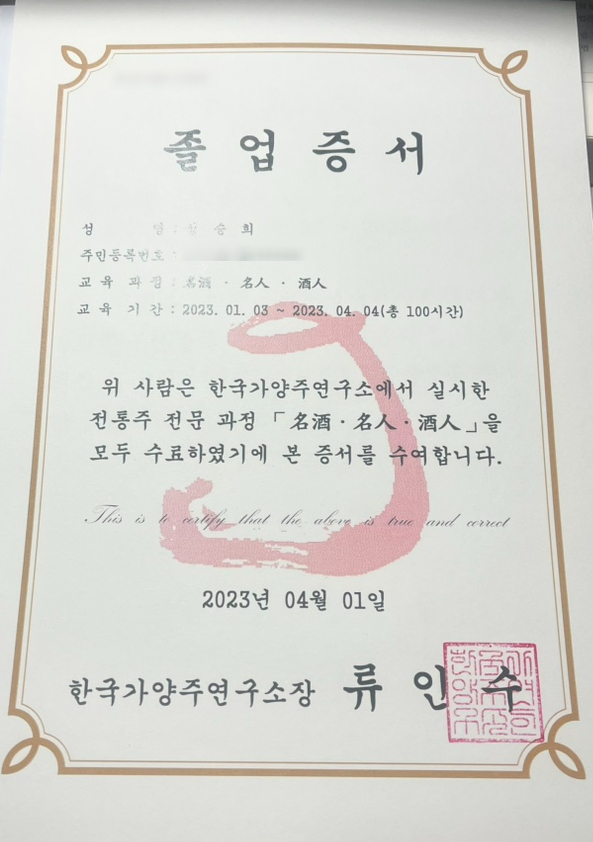 졸업증서
성 명 : 승 희
주민등록번호 :
교 육 과 정 : 名酒 · 名人 · 酒人
교 육 기 간 : 2023. 01. 03 ~ 2023. 04. 04(총 100시간)
위 사람은 한국가양주연구소에서 실시한
전통주 전문 과정 「名酒 · 名人 · 酒人」을
모두 수료하였기에 본 증서를 수여합니다.
This is to certify that the above is true and correct
2023년 04월 01일
한국가양주연구소장 류 인 수